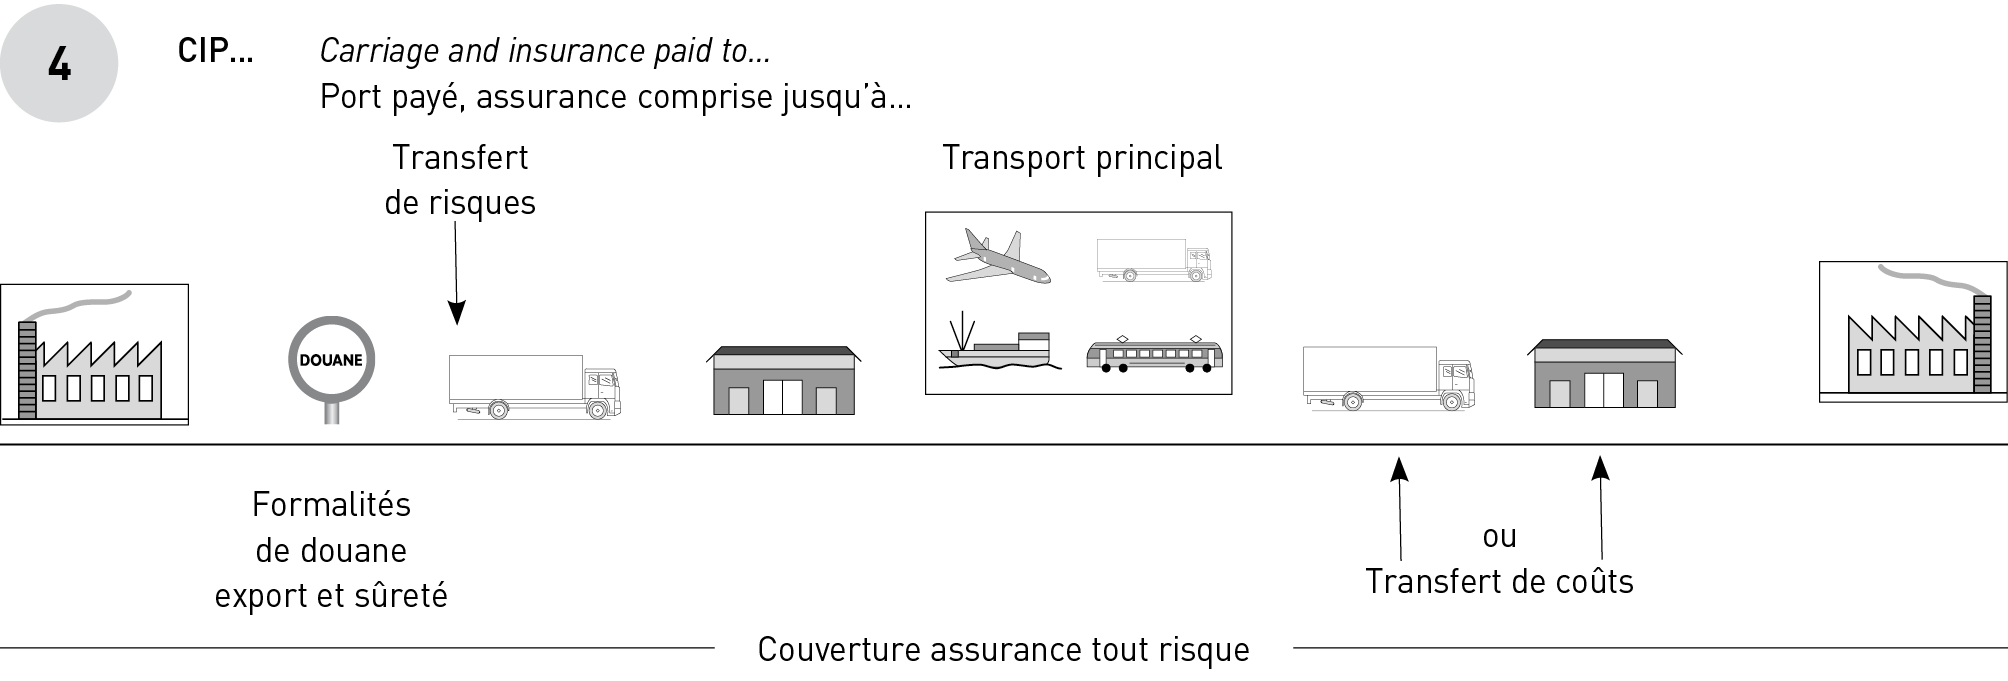 4
CIP...
Carriage and insurance paid to...
Port payé, assurance comprise jusqu'à...
Transfert
de risques
Transport principal
DOUANE
Formalités
de douane
export et sûreté
ou
Transfert de coûts
Couverture assurance tout risque